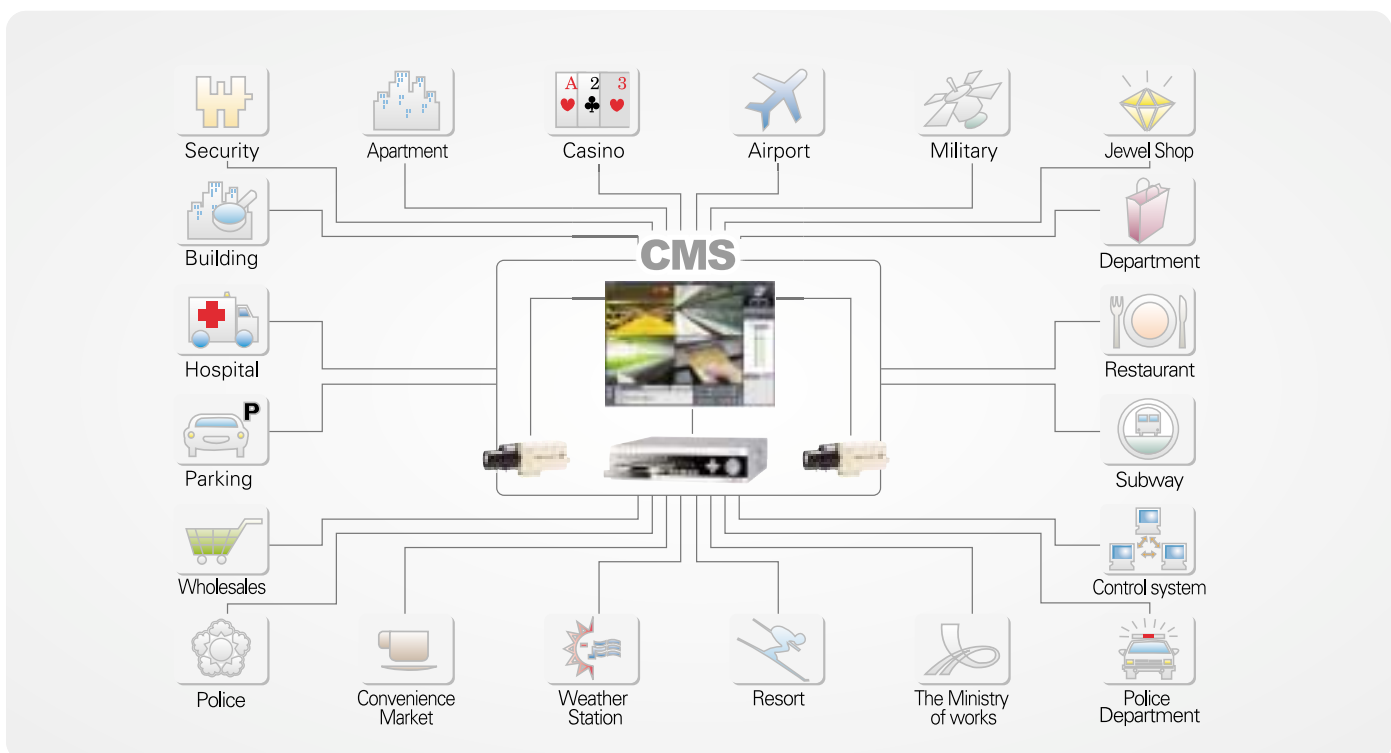 A 2 3
Security
Apartment
Casino
Airport
Military
Jewel Shop
Building
CMS
Department
Hospital
Restaurant
P
Parking
Subway
Wholesales
Control system
Police
Convenience
Market
Weather
Station
Resort
The Ministry
of works
Police
Department